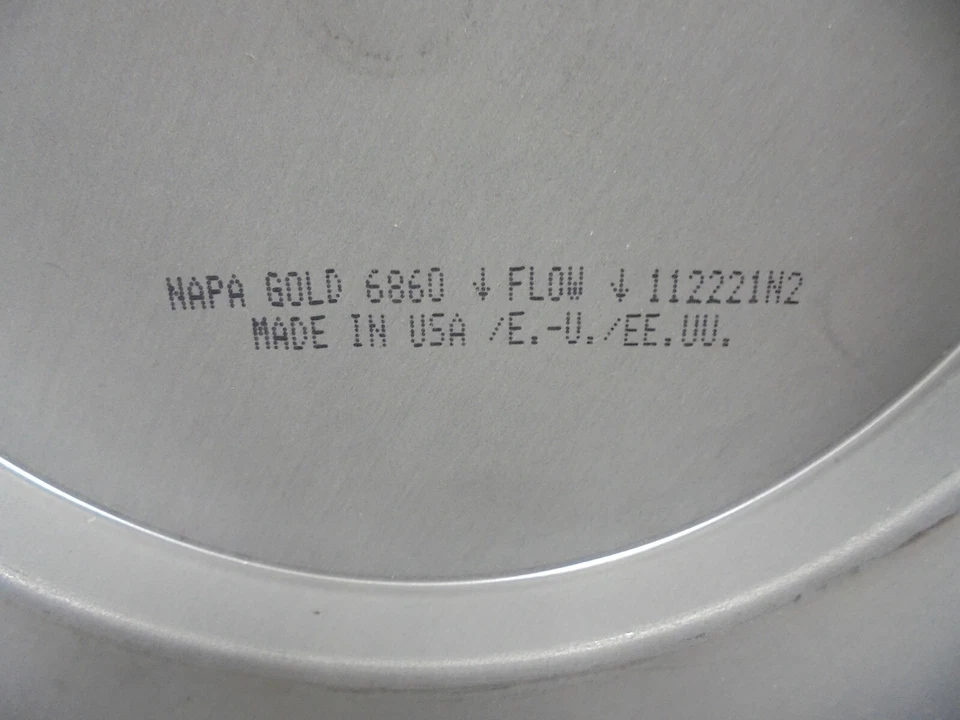 NAPA GOLD 6860 ↓ FLOW ↓ 112221N2
MADE IN USA /E.-U./EE.UU.